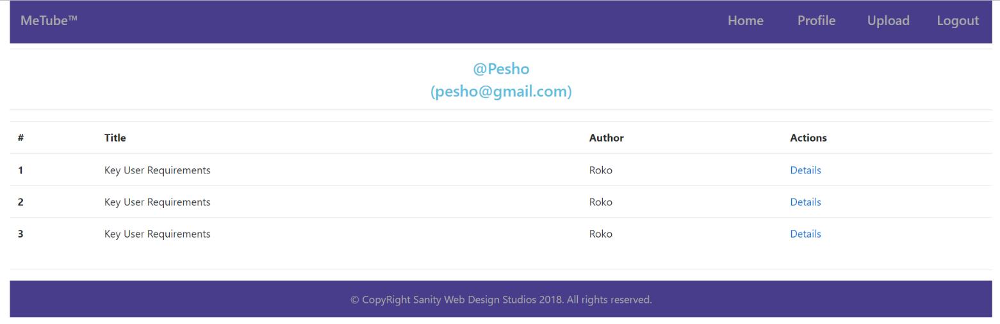 MeTube™ Home Profile Upload Logout
@Pesho
(pesho@gmail.com)
# Title Author Actions
1 Key User Requirements Roko Details
2 Key User Requirements Roko Details
3 Key User Requirements Roko Details
© CopyRight Sanity Web Design Studios 2018. All rights reserved.